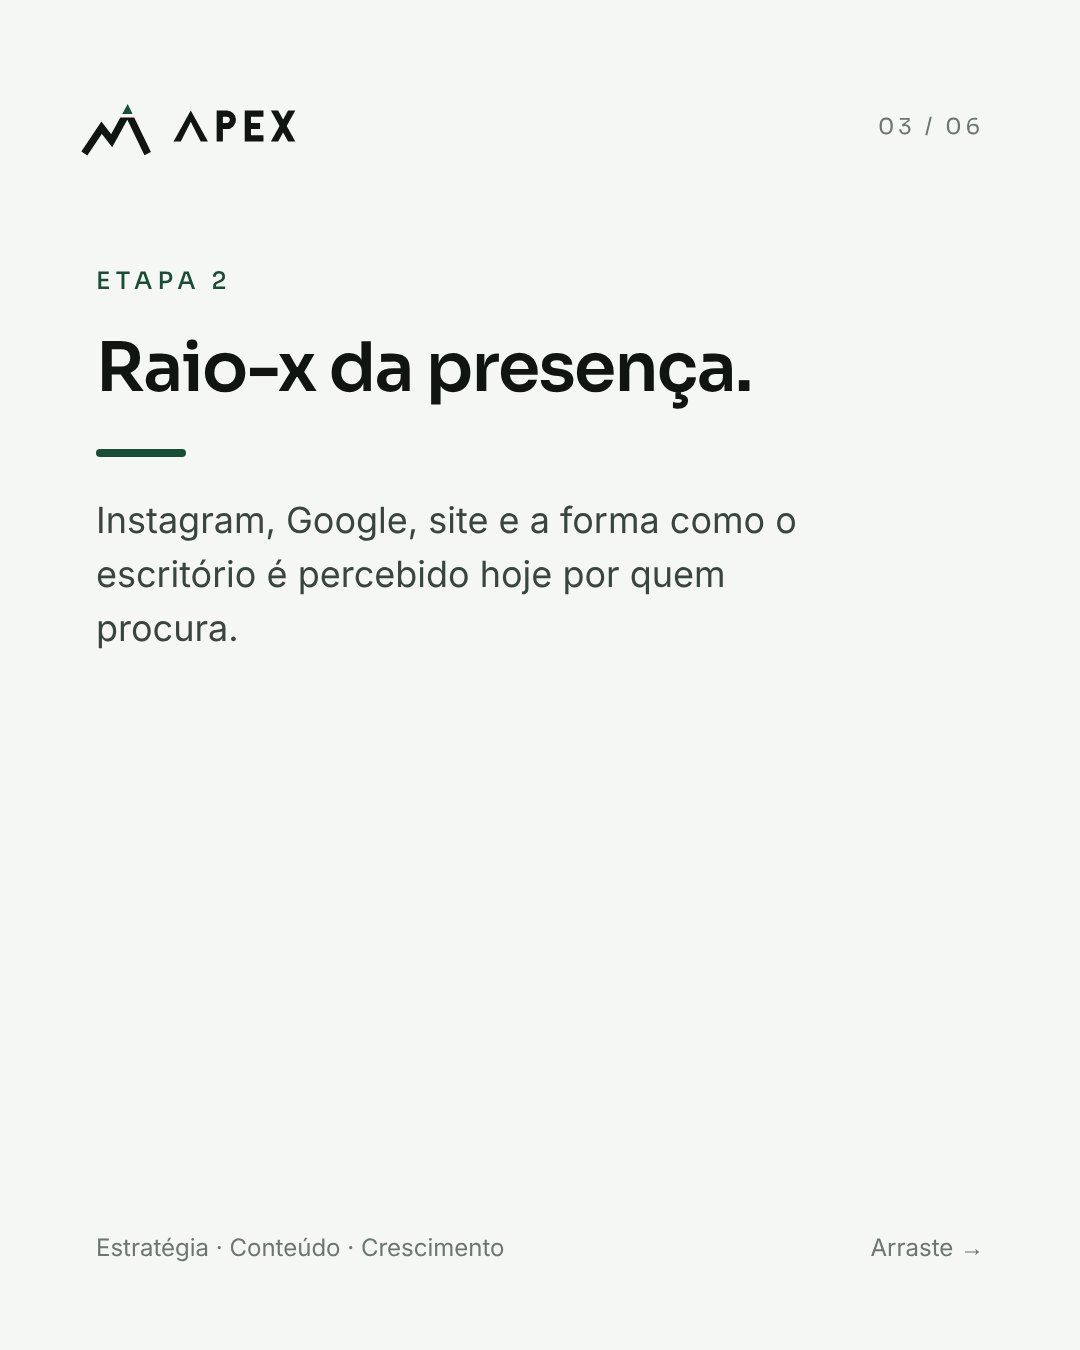 APEX
03 / 06
ETAPA 2
Raio-x da presença.
Instagram, Google, site e a forma como o
escritório é percebido hoje por quem
procura.
Estratégia · Conteúdo · Crescimento
Arraste →